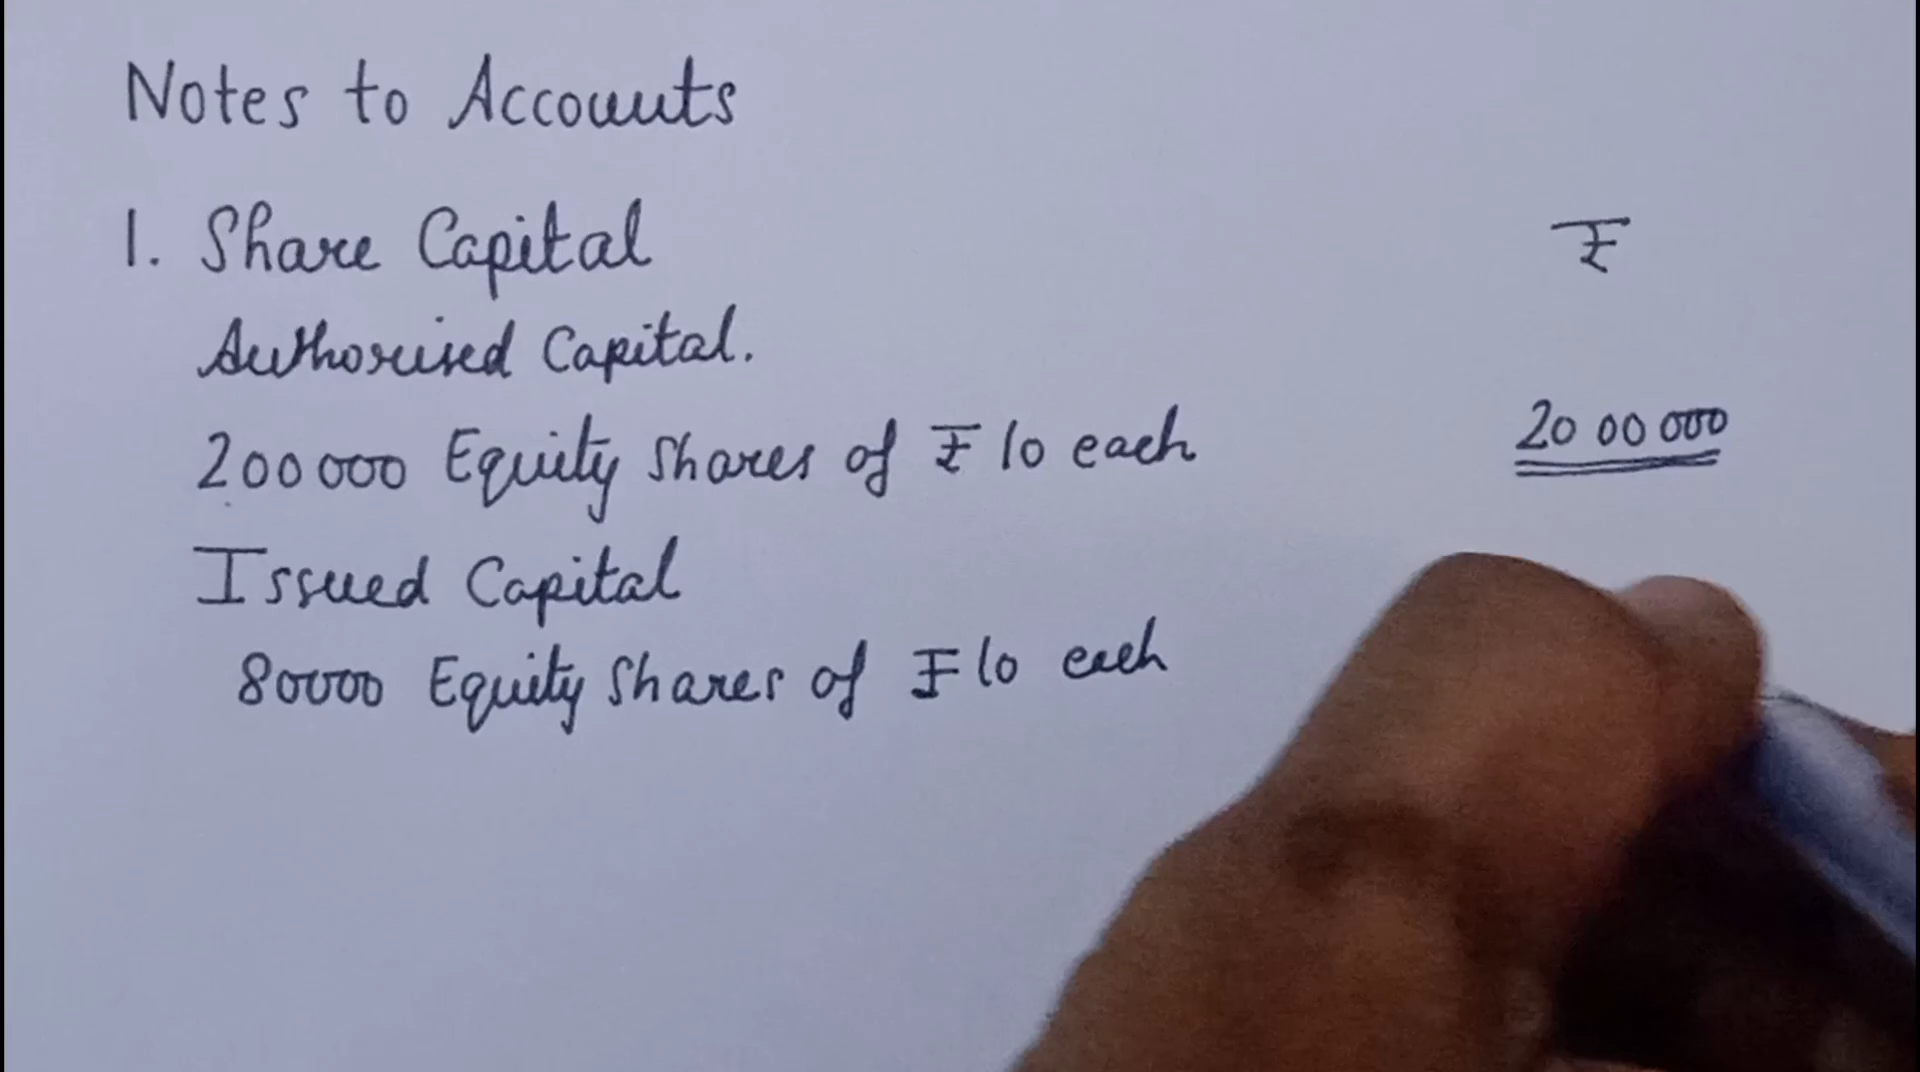 Notes to Accounts
1. Share Capital ₹
Authorised Capital.
200000 Equity Shares of ₹ 10 each 20 00 000
Issued Capital
80000 Equity Shares of ₹ 10 each